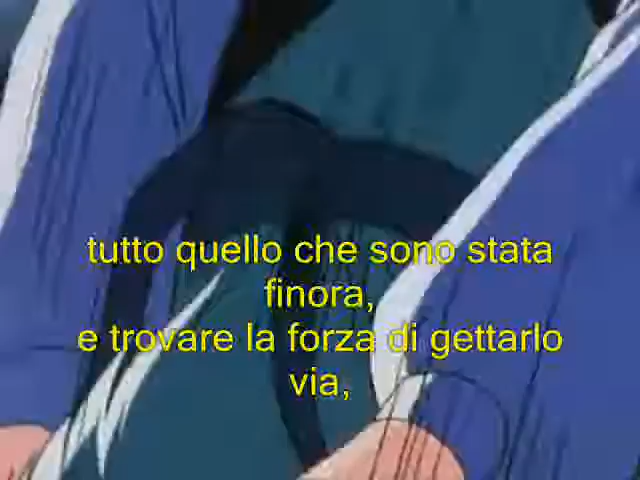 tutto quello che sono stata
finora,
e trovare la forza di gettarlo
via,